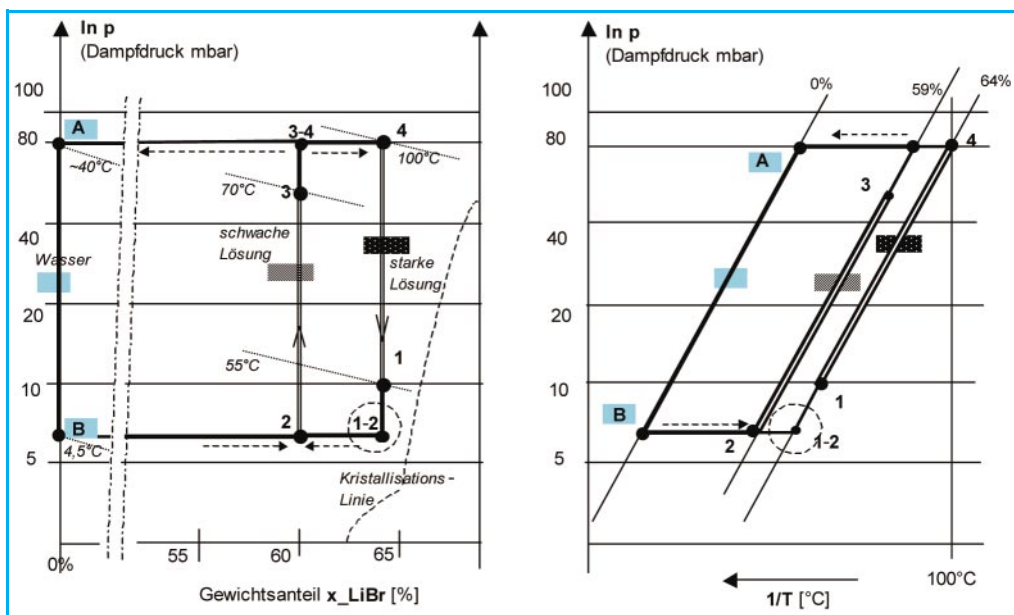 ln p
(Dampfdruck mbar)
100
80
40
20
10
5
A
3-4
4
~40°C
100°C
70°C
3
schwache
Lösung
Wasser
starke
Lösung
55°C
1
B
2
1-2
4,5°C
Kristallisations-
Linie
0%
55
60
65
Gewichtsanteil x_LiBr [%]
ln p
(Dampfdruck mbar)
0%
59%
64%
100
80
40
20
10
5
A
4
3
1
B
2
1-2
100°C
1/T [°C]